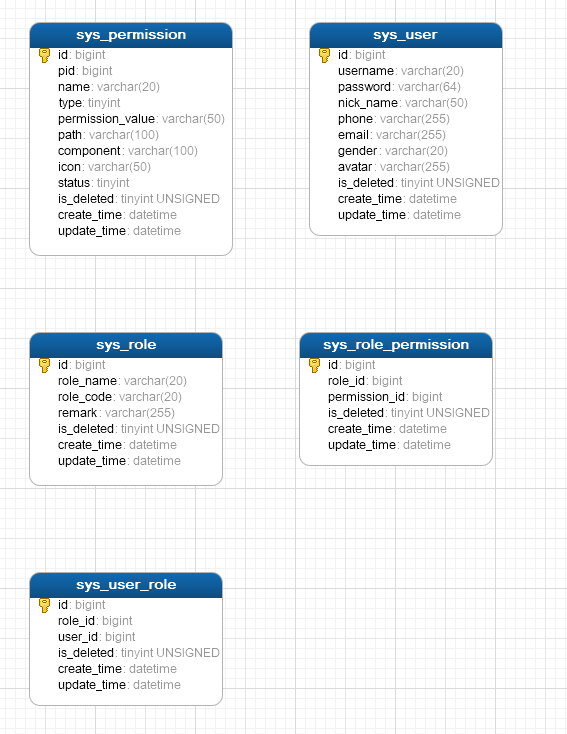 sys_permission
id: bigint
pid: bigint
name: varchar(20)
type: tinyint
permission_value: varchar(50)
path: varchar(100)
component: varchar(100)
icon: varchar(50)
status: tinyint
is_deleted: tinyint UNSIGNED
create_time: datetime
update_time: datetime
sys_user
id: bigint
username: varchar(20)
password: varchar(64)
nick_name: varchar(50)
phone: varchar(255)
email: varchar(255)
gender: varchar(20)
avatar: varchar(255)
is_deleted: tinyint UNSIGNED
create_time: datetime
update_time: datetime
sys_role
id: bigint
role_name: varchar(20)
role_code: varchar(20)
remark: varchar(255)
is_deleted: tinyint UNSIGNED
create_time: datetime
update_time: datetime
sys_role_permission
id: bigint
role_id: bigint
permission_id: bigint
is_deleted: tinyint UNSIGNED
create_time: datetime
update_time: datetime
sys_user_role
id: bigint
role_id: bigint
user_id: bigint
is_deleted: tinyint UNSIGNED
create_time: datetime
update_time: datetime